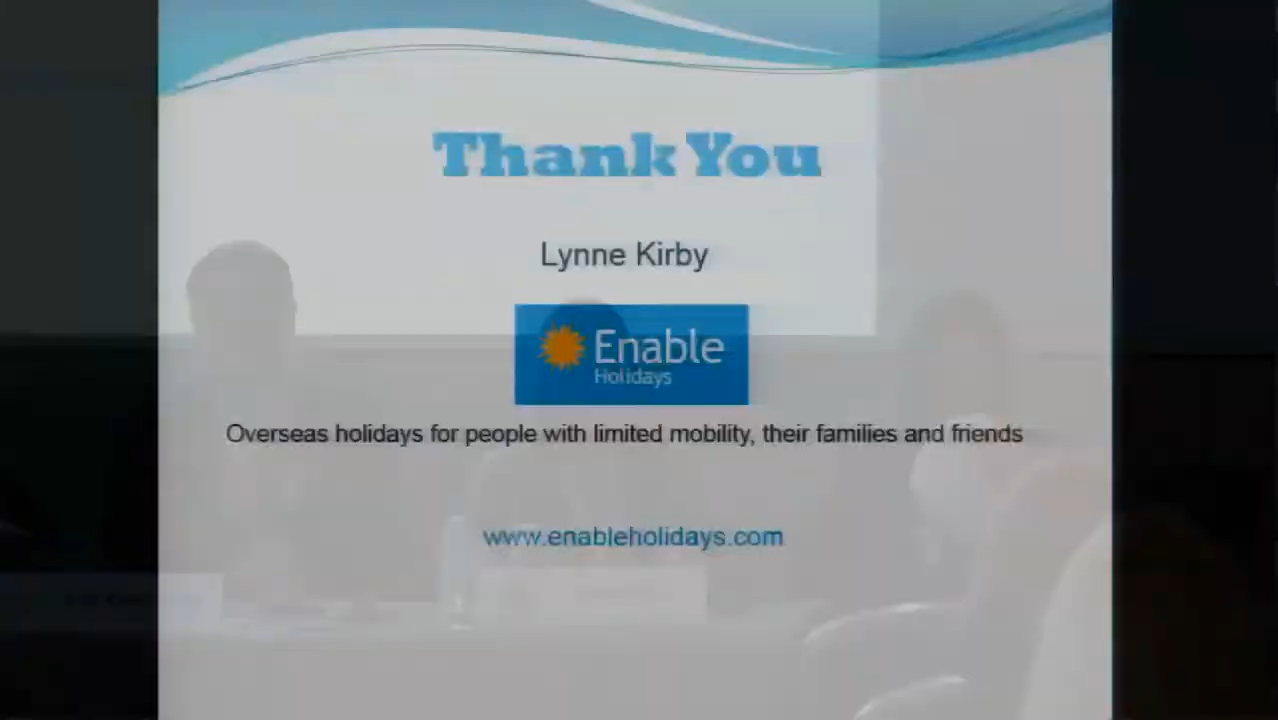 Thank You
Lynne Kirby
Enable
Holidays
Overseas holidays for people with limited mobility, their families and friends
www.enableholidays.com